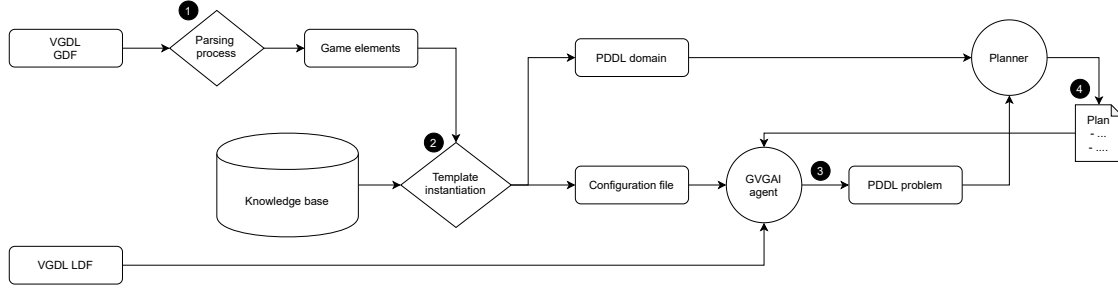 1
VGDL
GDF
Parsing
process
Game elements
PDDL domain
Planner
4
Plan
- ...
- ....
2
Knowledge base
Template
instantiation
Configuration file
GVGAI
agent
3
PDDL problem
VGDL LDF